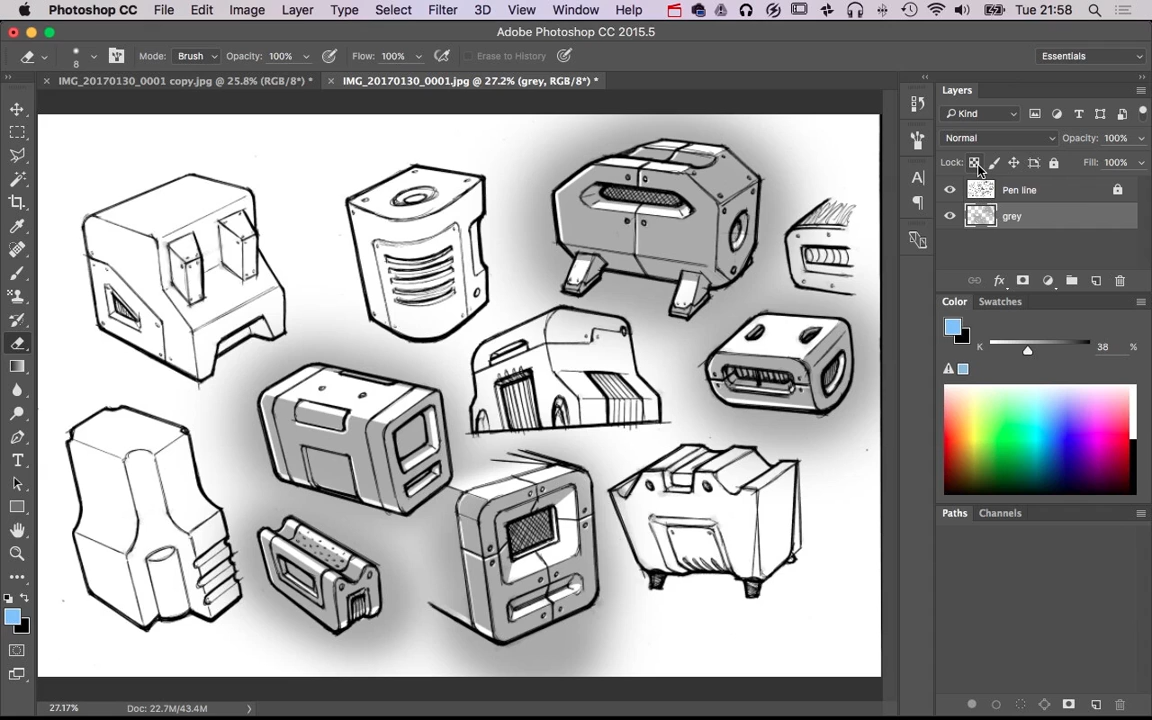 Photoshop CC File Edit Image Layer Type Select Filter 3D View Window Help Tue 21:58
Adobe Photoshop CC 2015.5
8 Mode: Brush Opacity: 100% Flow: 100% Erase to History Essentials
IMG_20170130_0001 copy.jpg @ 25.8% (RGB/8*) * IMG_20170130_0001.jpg @ 27.2% (grey, RGB/8*) *
Layers
Kind
Normal Opacity: 100%
Lock: Fill: 100%
Pen line
grey
Color Swatches
K 38 %
Paths Channels
27.17% Doc: 22.7M/43.4M